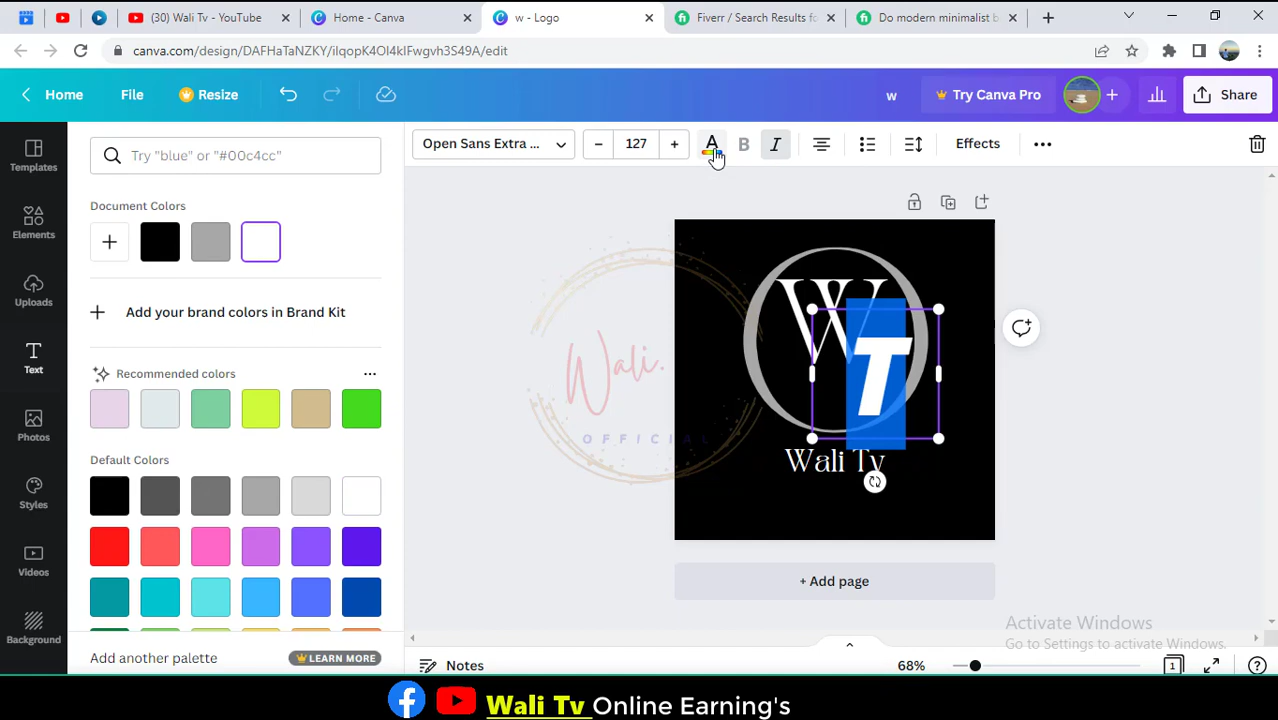 (30) Wali Tv - YouTube
Home - Canva
w - Logo
Fiverr / Search Results fo
Do modern minimalist b
canva.com/design/DAFHaTaNZKY/ilqopK4Ol4kIFwgvh3S49A/edit
Home
File
Resize
w
Try Canva Pro
Share
Templates
Elements
Uploads
Text
Photos
Styles
Videos
Background
Try "blue" or "#00c4cc"
Open Sans Extra ...
127
A
B
I
Effects
Document Colors
Add your brand colors in Brand Kit
Recommended colors
Default Colors
Add another palette
LEARN MORE
Wali.
OFFICIAL
W
T
Wali Tv
+ Add page
Activate Windows
Go to Settings to activate Windows.
Notes
68%
1
Wali Tv Online Earning's